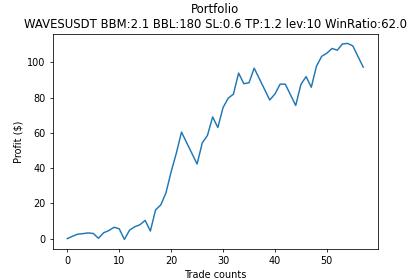 Portfolio
WAVESUSDT BBM:2.1 BBL:180 SL:0.6 TP:1.2 lev:10 WinRatio:62.0
100
80
60
40
20
0
Profit ($)
0 10 20 30 40 50
Trade counts